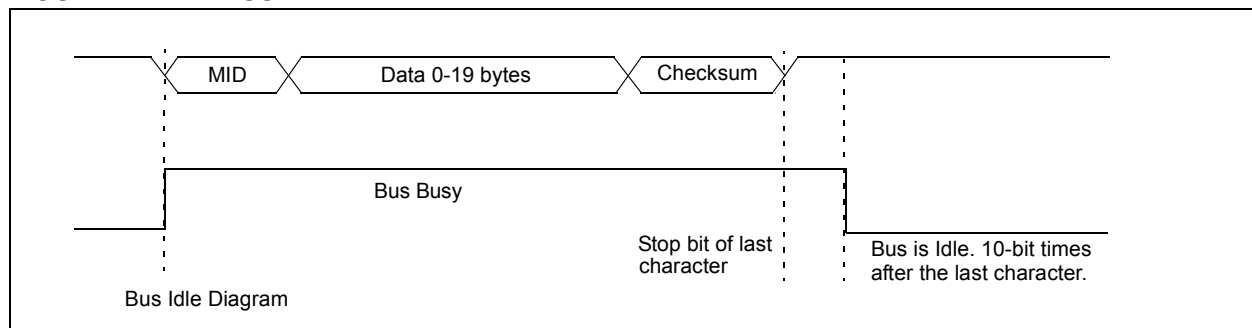 MID
Data 0-19 bytes
Checksum
Bus Busy
Stop bit of last
character
Bus is Idle. 10-bit times
after the last character.
Bus Idle Diagram